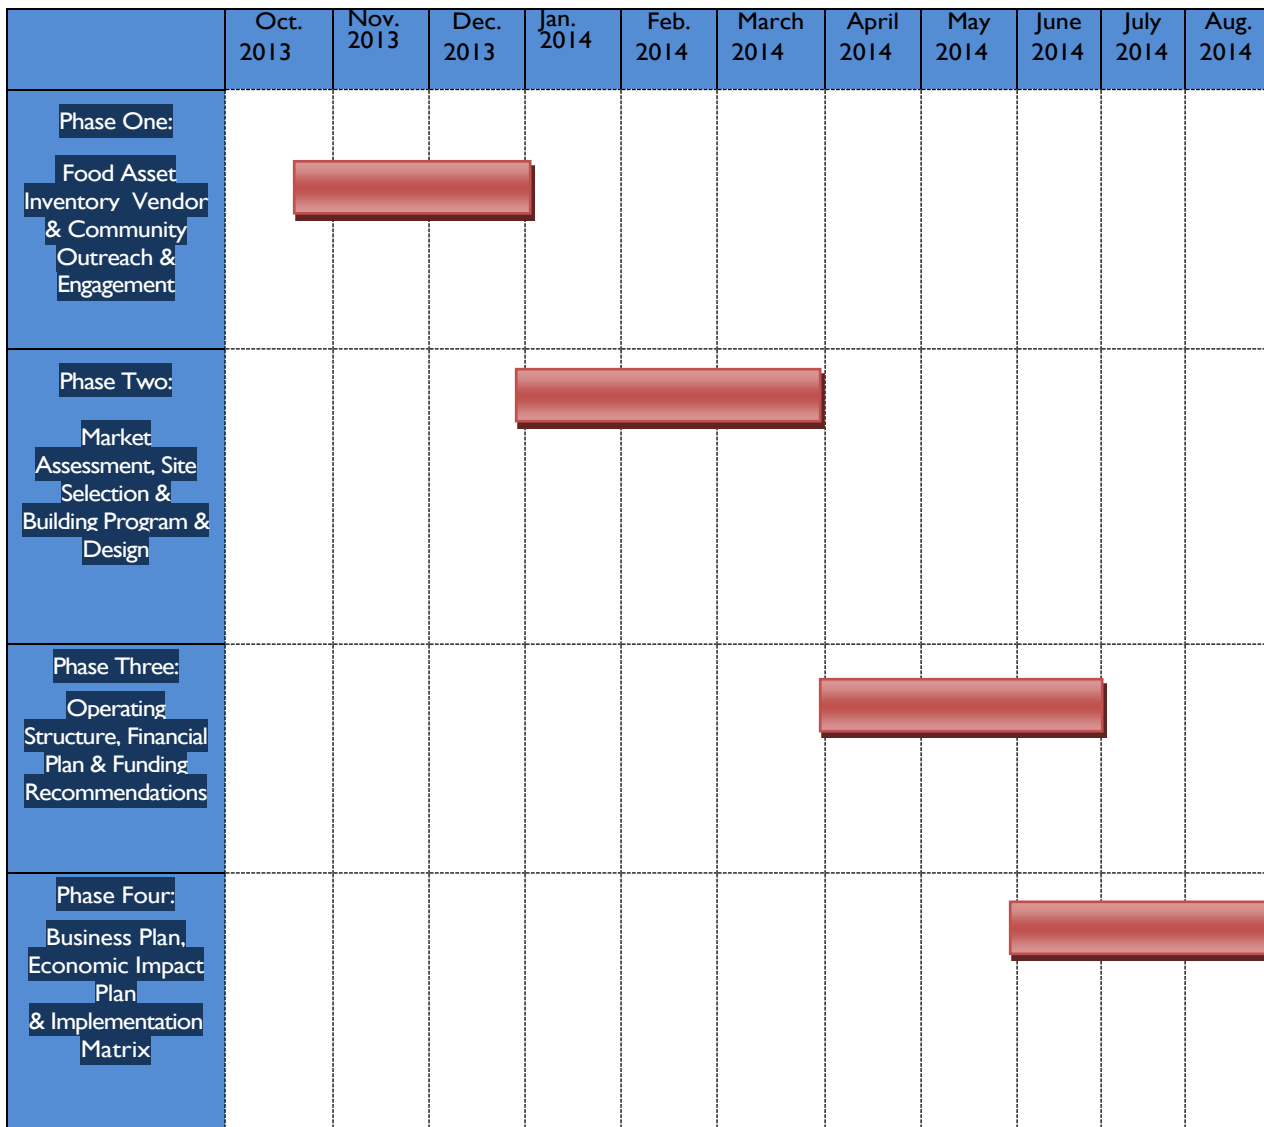 Oct. Nov. Dec. Jan. Feb. March April May June July Aug.
2013 2013 2013 2014 2014 2014 2014 2014 2014 2014 2014
Phase One:
Food Asset
Inventory Vendor
& Community
Outreach &
Engagement
Phase Two:
Market
Assessment, Site
Selection &
Building Program &
Design
Phase Three:
Operating
Structure, Financial
Plan & Funding
Recommendations
Phase Four:
Business Plan,
Economic Impact
Plan
& Implementation
Matrix